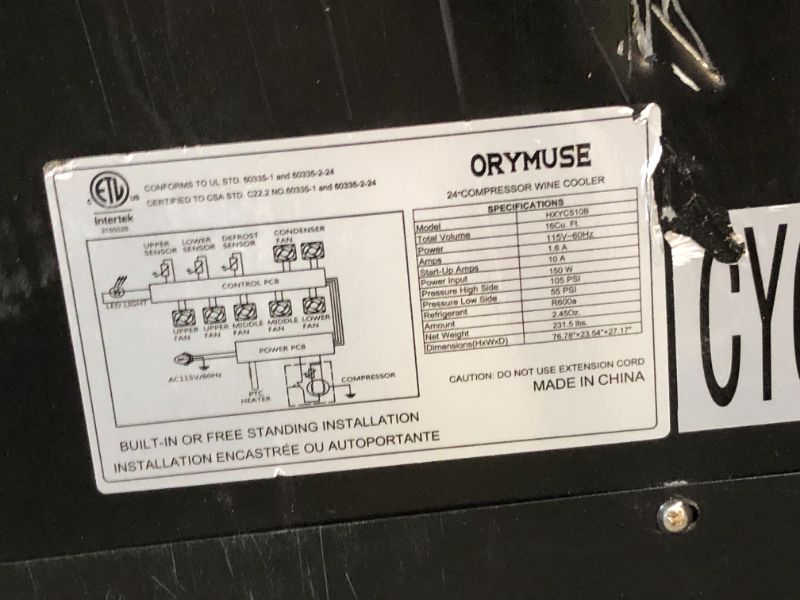 ETL
C
US
Intertek
CONFORMS TO UL STD. 60335-1 and 60335-2-24
CERTIFIED TO CSA STD. C22.2 NO.60335-1 and 60335-2-24
UPPER SENSOR
LOWER SENSOR
DEFROST SENSOR
CONDENSER FAN
CONTROL PCB
LED LIGHT
UPPER FAN
UPPER FAN
MIDDLE FAN
MIDDLE FAN
LOWER FAN
POWER PCB
AC115V/60Hz
PTC HEATER
COMPRESSOR
BUILT-IN OR FREE STANDING INSTALLATION
INSTALLATION ENCASTRÉE OU AUTOPORTANTE
ORYMUSE
24"COMPRESSOR WINE COOLER
SPECIFICATIONS
Model HXYC510B
Total Volume 16Cu. Ft.
Power 115V~60Hz
Amps 1.6 A
Start-Up Amps 10 A
Power Input 150 W
Pressure High Side 105 PSI
Pressure Low Side 55 PSI
Refrigerant R600a
Amount 2.45Oz.
Net Weight 231.5 lbs.
Dimensions(HxWxD) 76.78"×23.54"×27.17"
CAUTION: DO NOT USE EXTENSION CORD
MADE IN CHINA